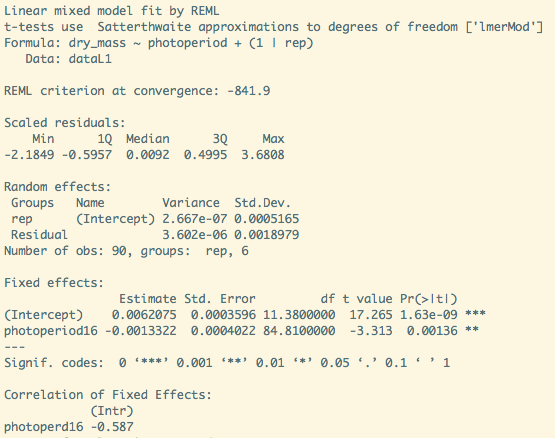 Linear mixed model fit by REML
t-tests use  Satterthwaite approximations to degrees of freedom ['lmerMod']
Formula: dry_mass ~ photoperiod + (1 | rep)
   Data: dataL1

REML criterion at convergence: -841.9

Scaled residuals:
    Min      1Q  Median      3Q     Max
-2.1849 -0.5957  0.0092  0.4995  3.6808

Random effects:
 Groups   Name        Variance  Std.Dev.
 rep      (Intercept) 2.667e-07 0.0005165
 Residual             3.602e-06 0.0018979
Number of obs: 90, groups:  rep, 6

Fixed effects:
                Estimate Std. Error         df t value Pr(>|t|)
(Intercept)    0.0062075  0.0003596 11.3800000  17.265 1.63e-09 ***
photoperiod16 -0.0013322  0.0004022 84.8100000  -3.313  0.00136 **
---
Signif. codes:  0 ‘***’ 0.001 ‘**’ 0.01 ‘*’ 0.05 ‘.’ 0.1 ‘ ’ 1

Correlation of Fixed Effects:
            (Intr)
photoperd16 -0.587